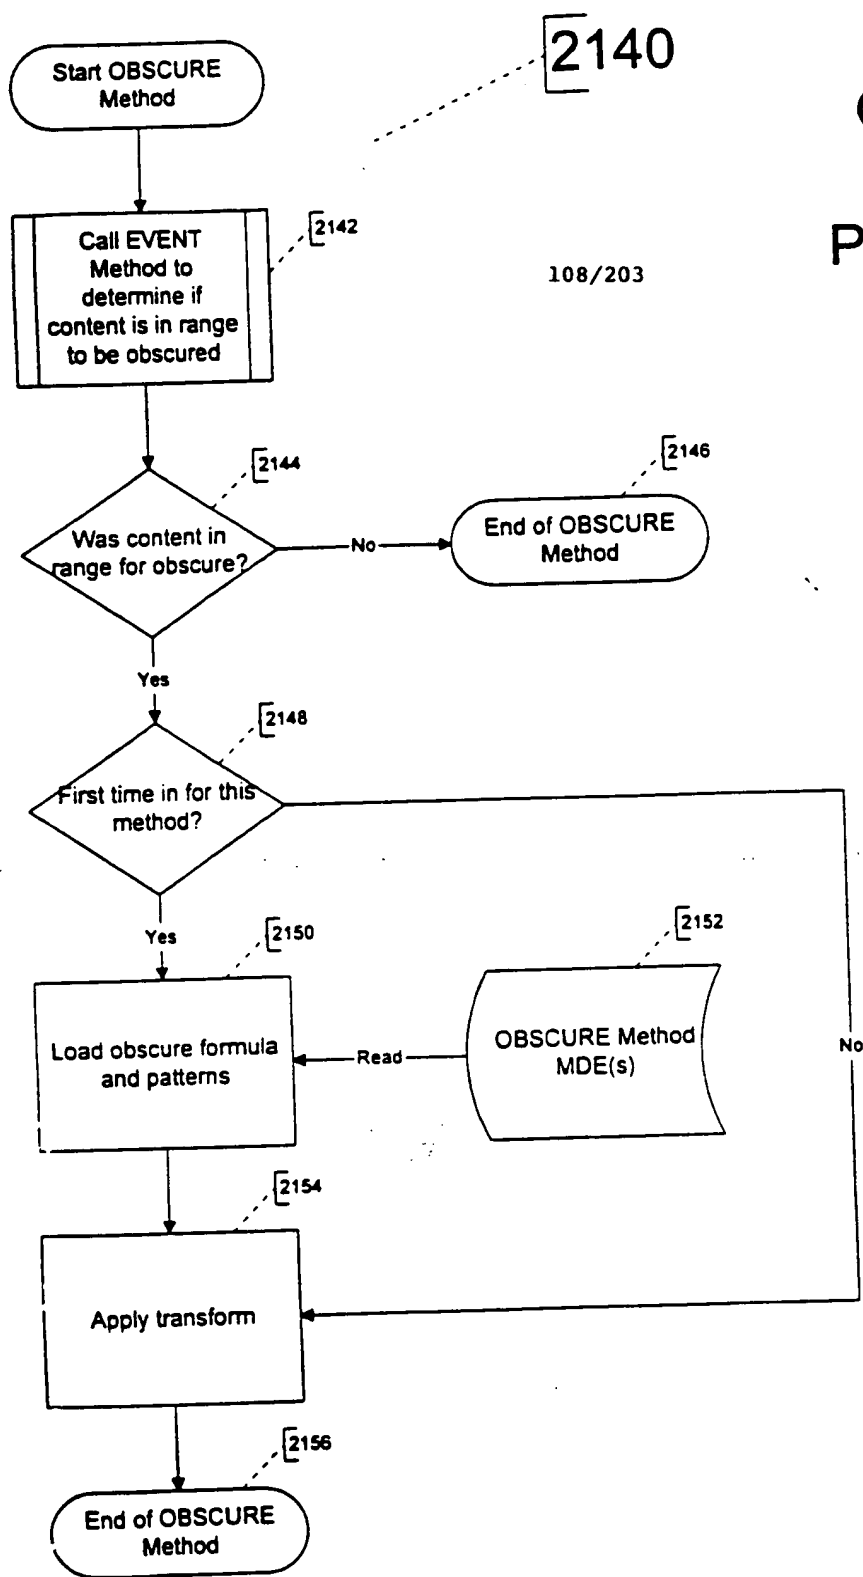 2140
Start OBSCURE
Method
2142
Call EVENT
Method to
determine if
content is in range
to be obscured
P
108/203
2144
2146
Was content in
range for obscure?
No
End of OBSCURE
Method
Yes
2148
First time in for this
method?
Yes
2150
2152
Load obscure formula
and patterns
Read
OBSCURE Method
MDE(s)
No
2154
Apply transform
2156
End of OBSCURE
Method